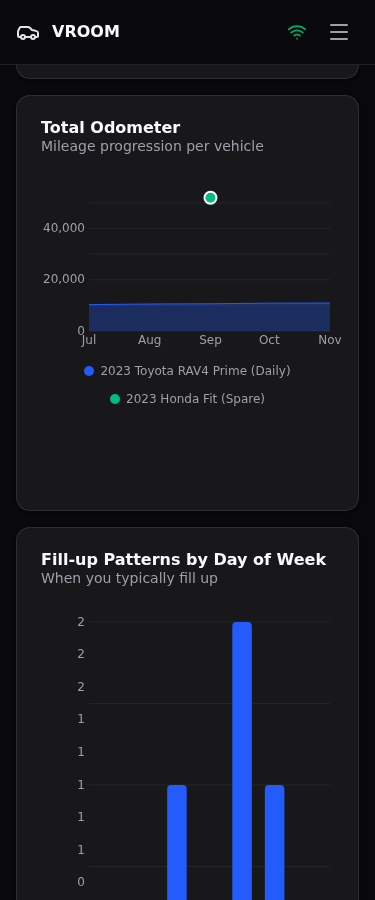 VROOM
Total Odometer
Mileage progression per vehicle
40,000
20,000
0
Jul Aug Sep Oct Nov
2023 Toyota RAV4 Prime (Daily)
2023 Honda Fit (Spare)
Fill-up Patterns by Day of Week
When you typically fill up
2
2
2
1
1
1
1
1
0